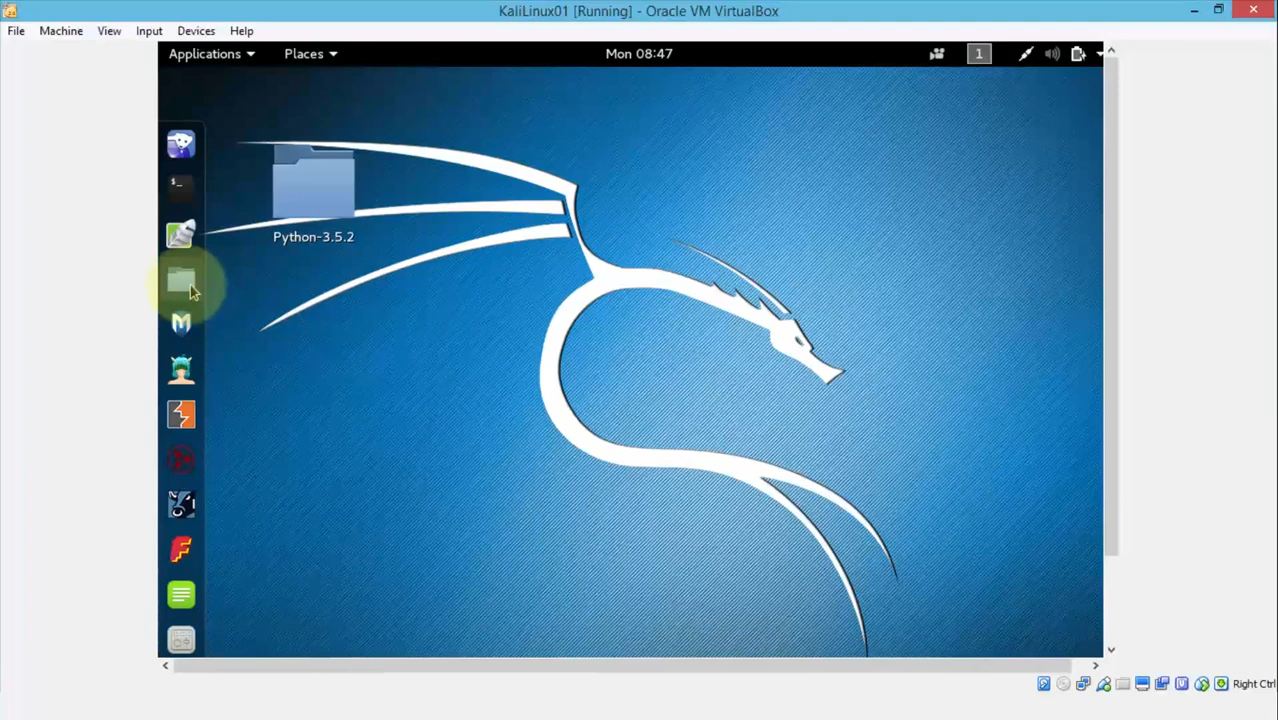 KaliLinux01 [Running] - Oracle VM VirtualBox
File Machine View Input Devices Help
Applications Places Mon 08:47 1
$_
Python-3.5.2
Right Ctrl